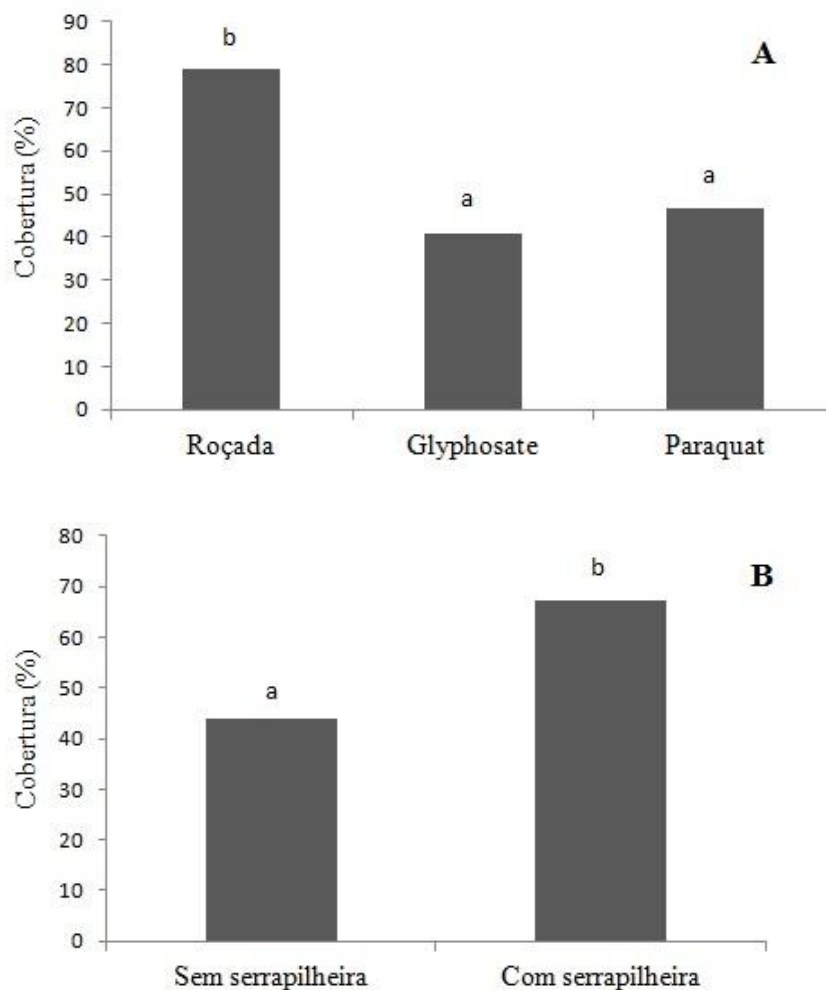 90
80
70
60
50
40
30
20
10
0
Cobertura (%)
b
a
a
A
Roçada Glyphosate Paraquat
80
70
60
50
40
30
20
10
0
Cobertura (%)
a
b
B
Sem serrapilheira Com serrapilheira